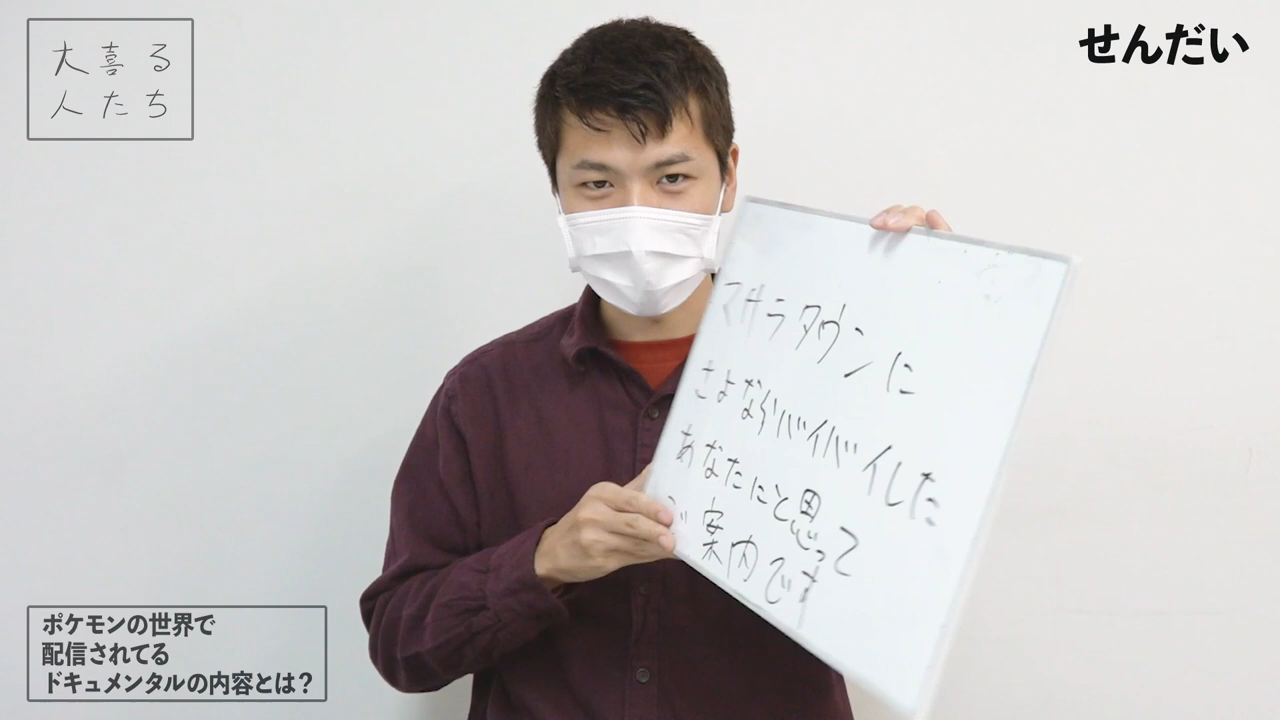 大喜る
人たち
せんだい
マサラタウンに
さよならバイバイした
あなたにと思って
ご案内です
ポケモンの世界で
配信されてる
ドキュメンタルの内容とは？